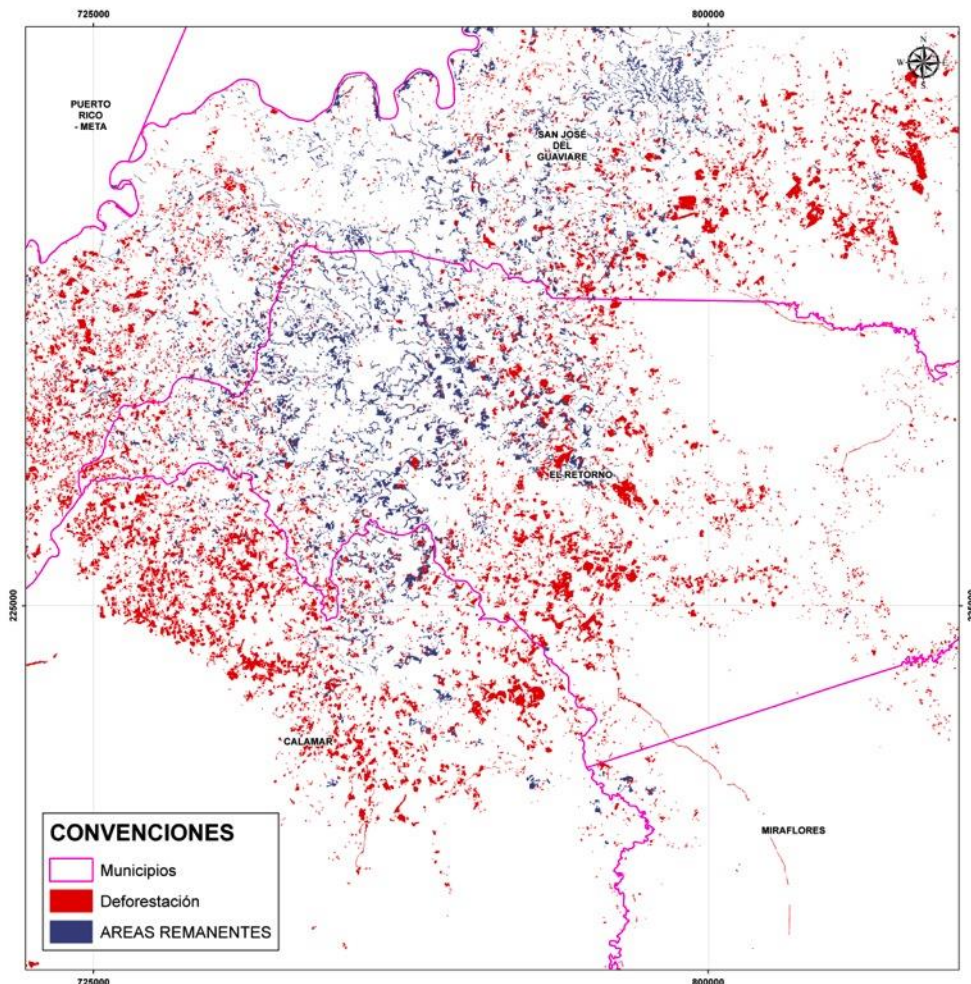 725000
800000
N
W
E
S
PUERTO
RICO
- META
SAN JOSÉ
DEL
GUAVIARE
EL RETORNO
225000
225000
CALAMAR
MIRAFLORES
CONVENCIONES
Municipios
Deforestación
AREAS REMANENTES
725000
800000